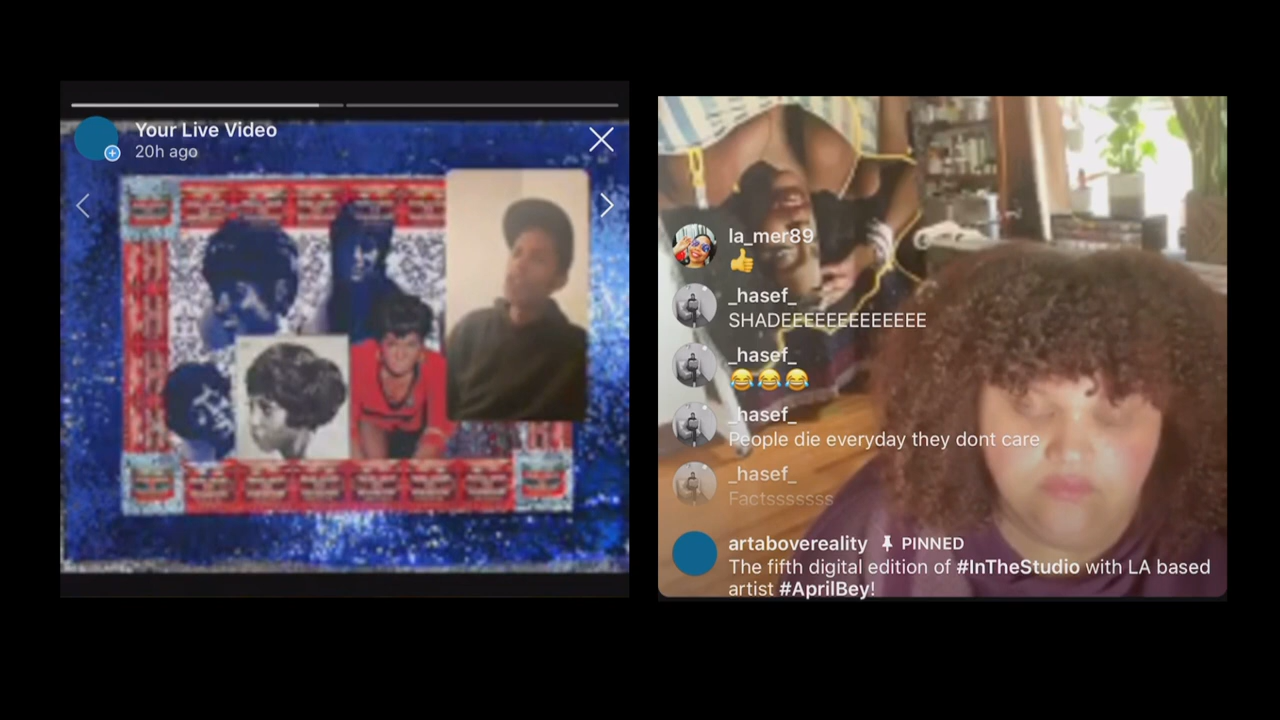 Your Live Video
20h ago
la_mer89
👍
_hasef_
SHADEEEEEEEEEEEEE
_hasef_
😂😂😂
_hasef_
People die everyday they dont care
_hasef_
Factsssssss
artabovereality PINNED
The fifth digital edition of #InTheStudio with LA based
artist #AprilBey!